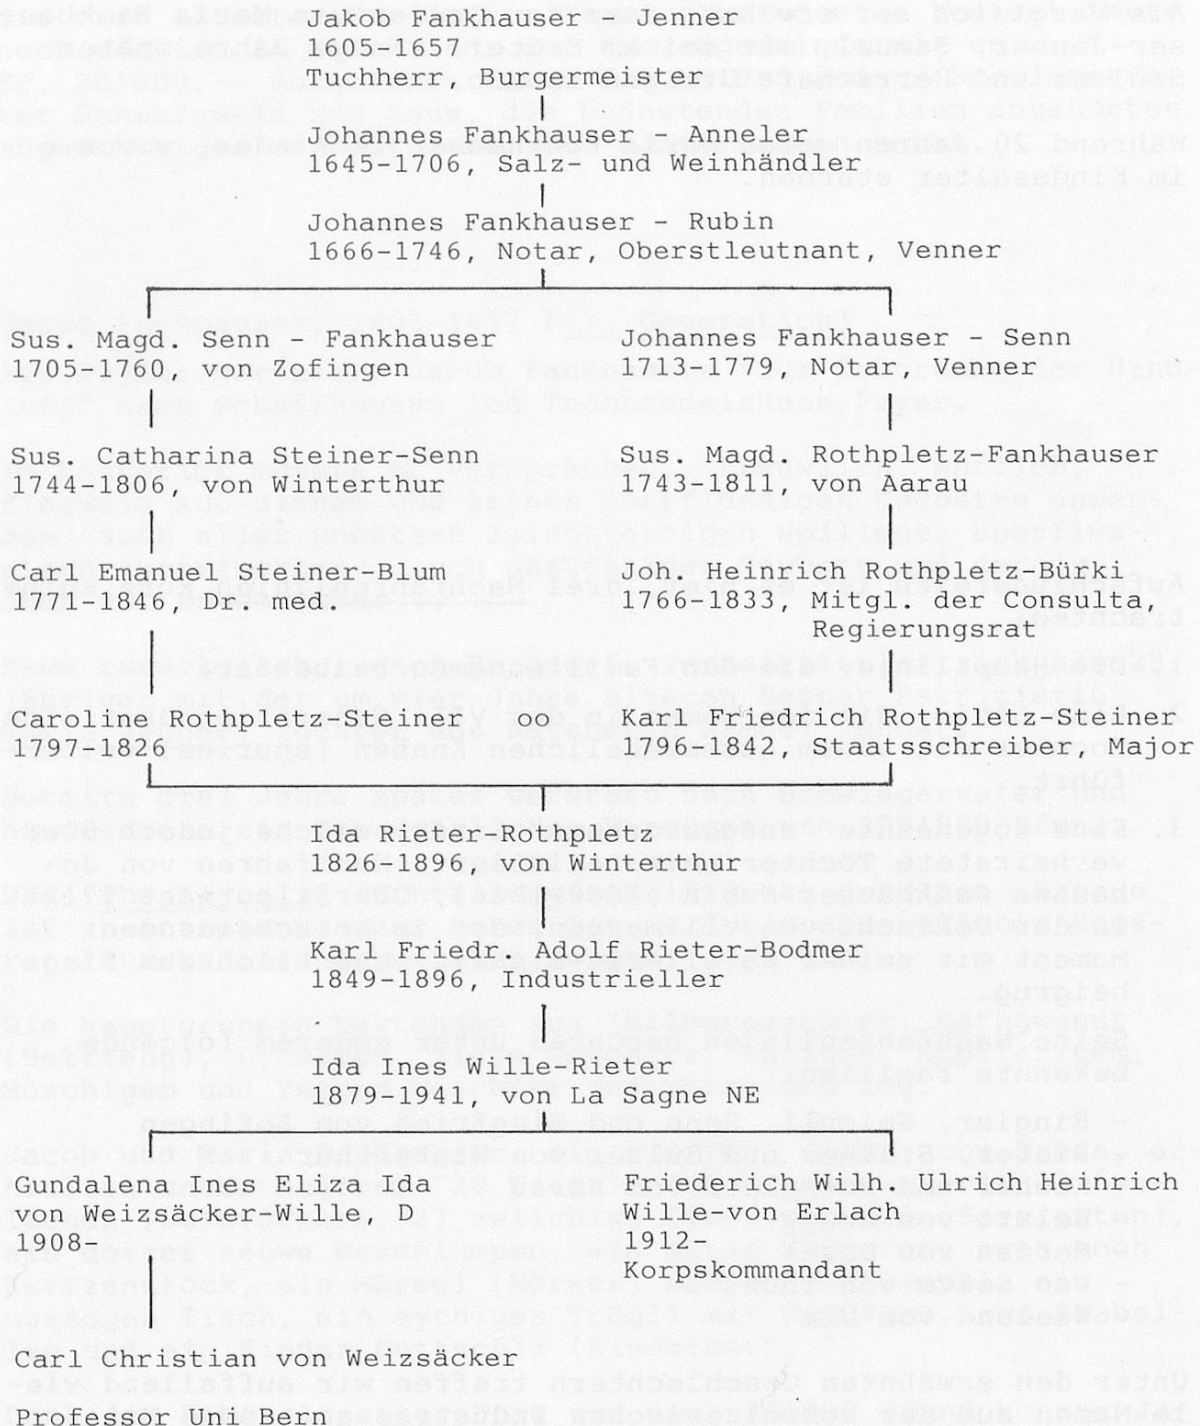 Jakob Fankhauser - Jenner
1605-1657
Tuchherr, Burgermeister
Johannes Fankhauser - Anneler
1645-1706, Salz- und Weinhändler
Johannes Fankhauser - Rubin
1666-1746, Notar, Oberstleutnant, Venner
Sus. Magd. Senn - Fankhauser
1705-1760, von Zofingen
Johannes Fankhauser - Senn
1713-1779, Notar, Venner
Sus. Catharina Steiner-Senn
1744-1806, von Winterthur
Sus. Magd. Rothpletz-Fankhauser
1743-1811, von Aarau
Carl Emanuel Steiner-Blum
1771-1846, Dr. med.
Joh. Heinrich Rothpletz-Bürki
1766-1833, Mitgl. der Consulta,
Regierungsrat
Caroline Rothpletz-Steiner oo Karl Friedrich Rothpletz-Steiner
1797-1826
1796-1842, Staatsschreiber, Major
Ida Rieter-Rothpletz
1826-1896, von Winterthur
Karl Friedr. Adolf Rieter-Bodmer
1849-1896, Industrieller
Ida Ines Wille-Rieter
1879-1941, von La Sagne NE
Gundalena Ines Eliza Ida
von Weizsäcker-Wille, D
1908-
Friederich Wilh. Ulrich Heinrich
Wille-von Erlach
1912-
Korpskommandant
Carl Christian von Weizsäcker
Professor Uni Bern